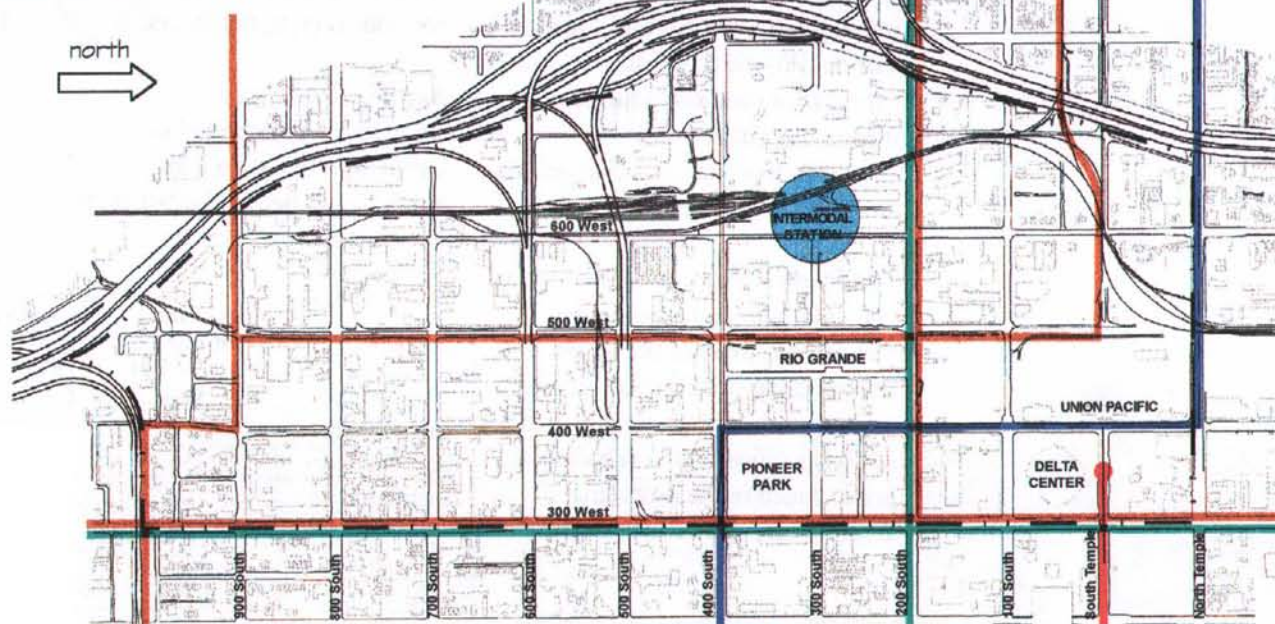 north
INTERMODAL
STATION
600 West
500 West
RIO GRANDE
UNION PACIFIC
400 West
PIONEER
PARK
DELTA
CENTER
300 West
900 South
800 South
700 South
600 South
500 South
400 South
300 South
200 South
100 South
South Temple
North Temple